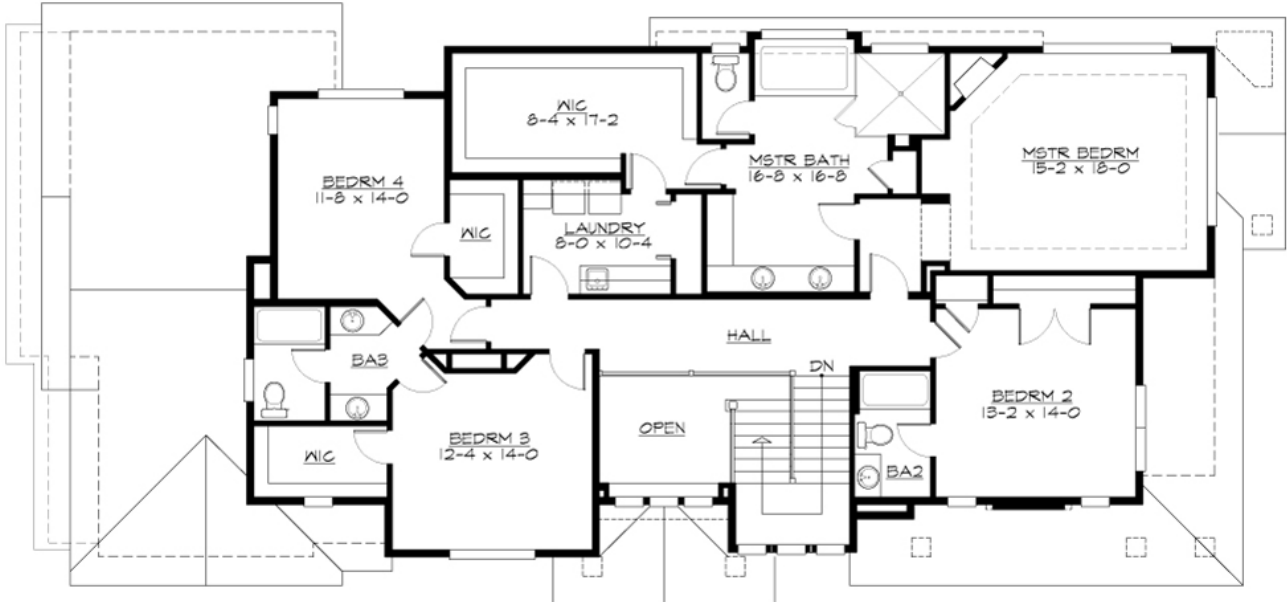 WIC
8-4 x 17-2
MSTR BATH
16-8 x 16-8
MSTR BEDRM
15-2 x 18-0
BEDRM 4
11-8 x 14-0
WIC
LAUNDRY
8-0 x 10-4
HALL
BA3
DN
BEDRM 2
13-2 x 14-0
OPEN
BEDRM 3
12-4 x 14-0
WIC
BA2